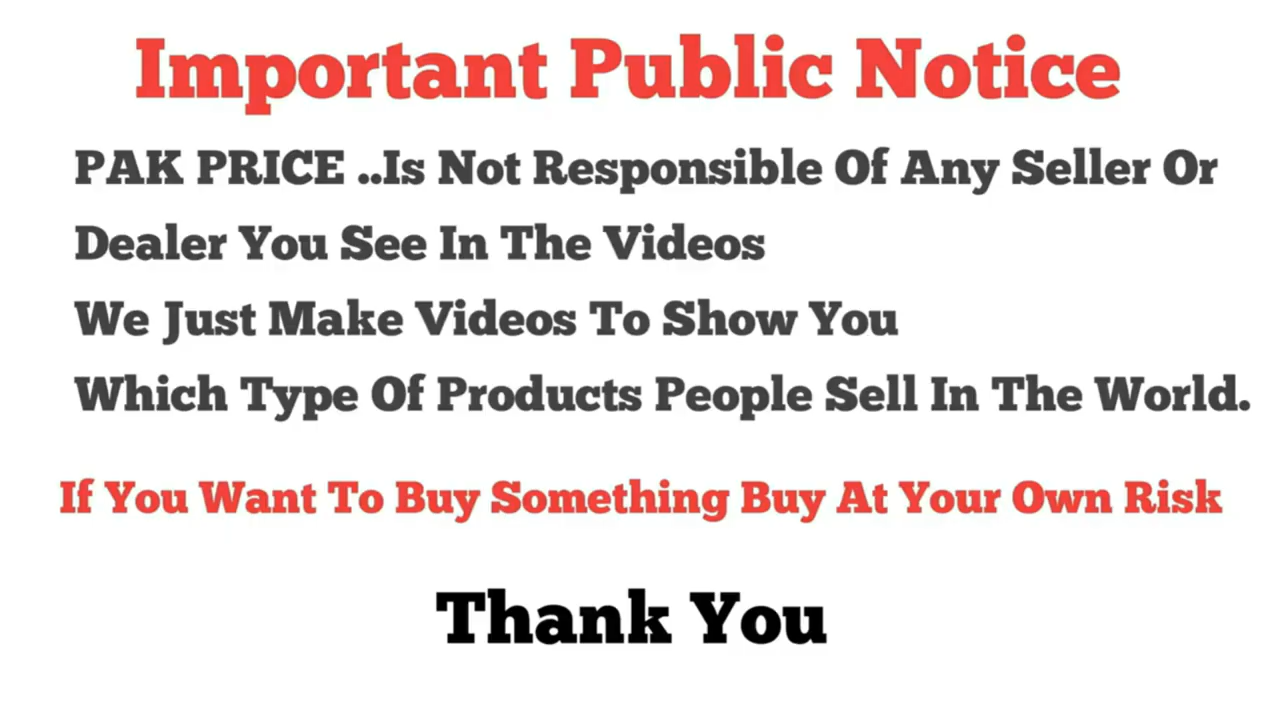 Important Public Notice
PAK PRICE ..Is Not Responsible Of Any Seller Or
Dealer You See In The Videos
We Just Make Videos To Show You
Which Type Of Products People Sell In The World.
If You Want To Buy Something Buy At Your Own Risk
Thank You